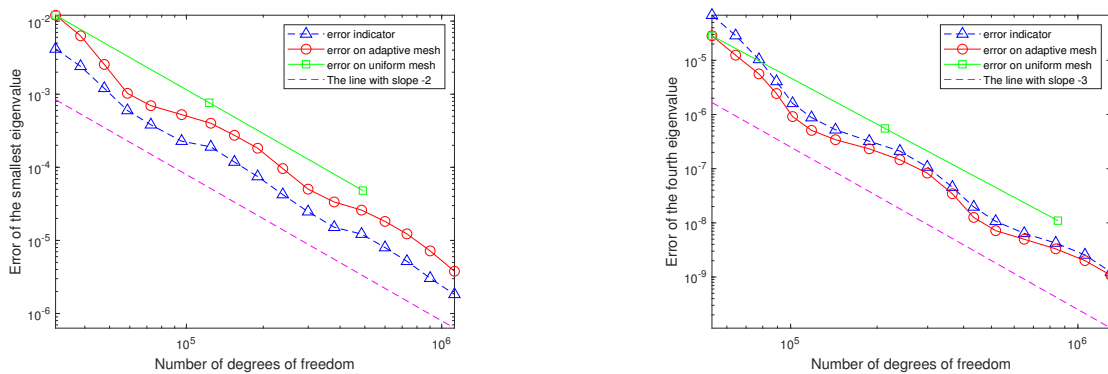 error indicator
error on adaptive mesh
error on uniform mesh
The line with slope -2
10^-2
10^-3
10^-4
10^-5
10^-6
Error of the smallest eigenvalue
10^5
10^6
Number of degrees of freedom
error indicator
error on adaptive mesh
error on uniform mesh
The line with slope -3
10^-5
10^-6
10^-7
10^-8
10^-9
Error of the fourth eigenvalue
10^5
10^6
Number of degrees of freedom